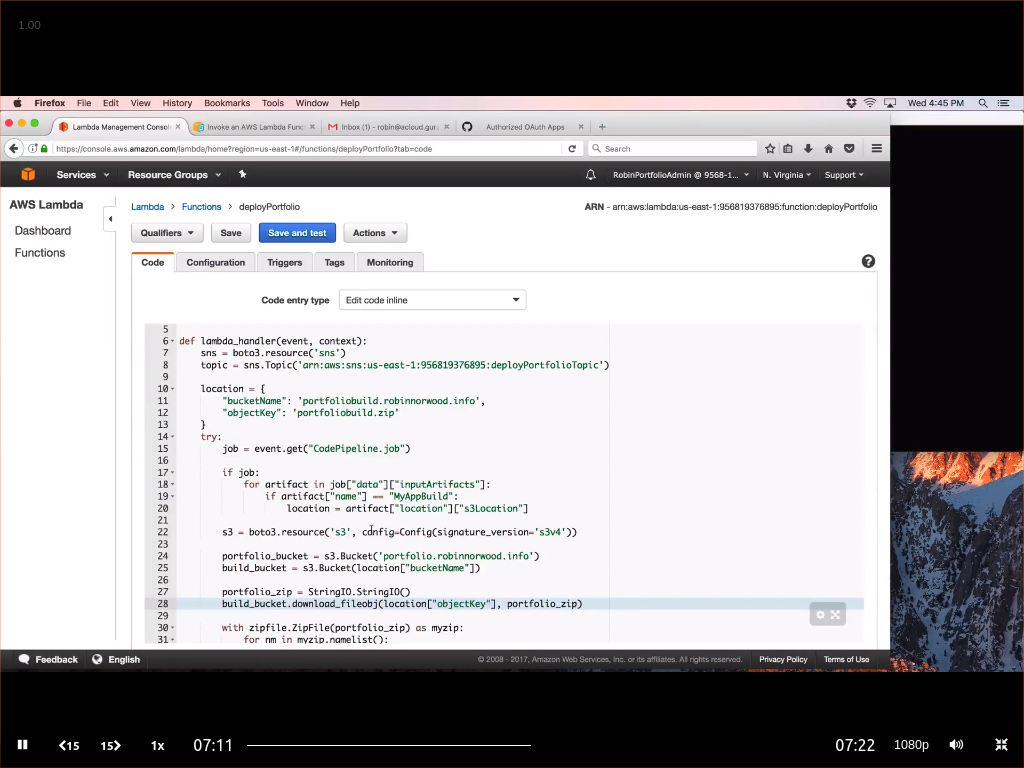 1.00
Firefox File Edit View History Bookmarks Tools Window Help Wed 4:45 PM
Lambda Management Consol × Invoke an AWS Lambda Func × Inbox (1) - robin@acloud.gur × Authorized OAuth Apps × +
https://console.aws.amazon.com/lambda/home?region=us-east-1#/functions/deployPortfolio?tab=code Search
Services Resource Groups RobinPortfolioAdmin @ 9568-1... N. Virginia Support
AWS Lambda
Dashboard
Functions
Lambda > Functions > deployPortfolio ARN - arn:aws:lambda:us-east-1:956819376895:function:deployPortfolio
Qualifiers Save Save and test Actions
Code Configuration Triggers Tags Monitoring ?
Code entry type Edit code inline
5
6 def lambda_handler(event, context):
7 sns = boto3.resource('sns')
8 topic = sns.Topic('arn:aws:sns:us-east-1:956819376895:deployPortfolioTopic')
9
10 location = {
11 "bucketName": 'portfoliobuild.robinnorwood.info',
12 "objectKey": 'portfoliobuild.zip'
13 }
14 try:
15 job = event.get("CodePipeline.job")
16
17 if job:
18 for artifact in job["data"]["inputArtifacts"]:
19 if artifact["name"] == "MyAppBuild":
20 location = artifact["location"]["s3Location"]
21
22 s3 = boto3.resource('s3', config=Config(signature_version='s3v4'))
23
24 portfolio_bucket = s3.Bucket('portfolio.robinnorwood.info')
25 build_bucket = s3.Bucket(location["bucketName"])
26
27 portfolio_zip = StringIO.StringIO()
28 build_bucket.download_fileobj(location["objectKey"], portfolio_zip)
29
30 with zipfile.ZipFile(portfolio_zip) as myzip:
31 for nm in myzip.namelist():
Feedback English © 2008 - 2017, Amazon Web Services, Inc. or its affiliates. All rights reserved. Privacy Policy Terms of Use
15 15 1x 07:11 07:22 1080p